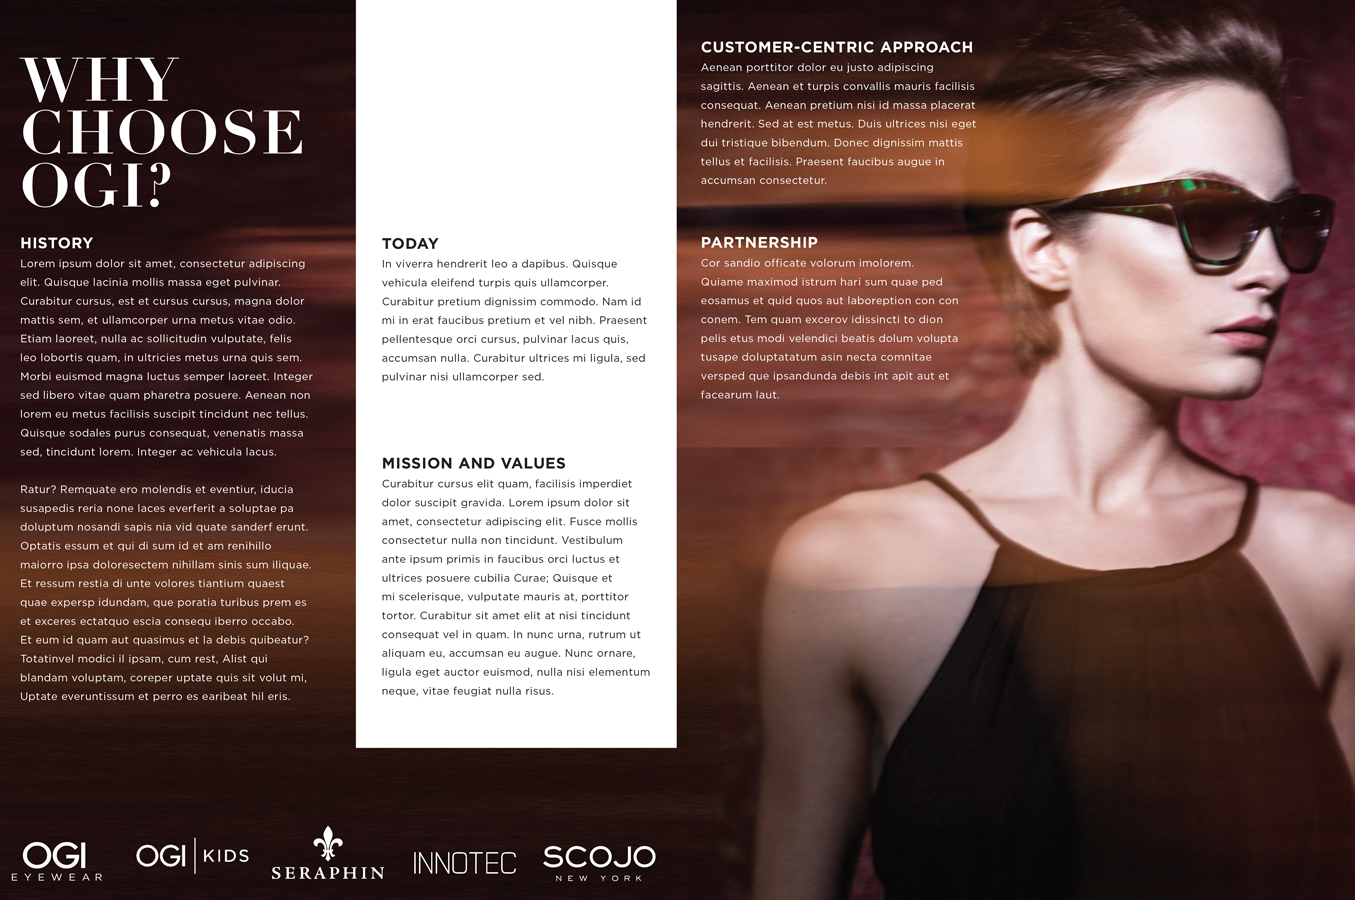 WHY
CHOOSE
OGI?
HISTORY
Lorem ipsum dolor sit amet, consectetur adipiscing
elit. Quisque lacinia mollis massa eget pulvinar.
Curabitur cursus, est et cursus cursus, magna dolor
mattis sem, et ullamcorper urna metus vitae odio.
Etiam laoreet, nulla ac sollicitudin vulputate, felis
leo lobortis quam, in ultricies metus urna quis sem.
Morbi euismod magna luctus semper laoreet. Integer
sed libero vitae quam pharetra posuere. Aenean non
lorem eu metus facilisis suscipit tincidunt nec tellus.
Quisque sodales purus consequat, venenatis massa
sed, tincidunt lorem. Integer ac vehicula lacus.
Ratur? Remquate ero molendis et eventiur, iducia
susapedis reria none laces everferit a soluptae pa
doluptum nosandi sapis nia vid quate sanderf erunt.
Optatis essum et qui di sum id et am renihillo
maiorro ipsa doloresectem nihillam sinis sum iliquae.
Et ressum restia di unte volores tiantium quaest
quae expersp idundam, que poratia turibus prem es
et exceres ectatquo escia consequ iberro occabo.
Et eum id quam aut quasimus et la debis quibeatur?
Totatinvel modici il ipsam, cum rest, Alist qui
blandam voluptam, coreper uptate quis sit volut mi,
Uptate everuntissum et perro es earibeat hil eris.
TODAY
In viverra hendrerit leo a dapibus. Quisque
vehicula eleifend turpis quis ullamcorper.
Curabitur pretium dignissim commodo. Nam id
mi in erat faucibus pretium et vel nibh. Praesent
pellentesque orci cursus, pulvinar lacus quis,
accumsan nulla. Curabitur ultrices mi ligula, sed
pulvinar nisi ullamcorper sed.
MISSION AND VALUES
Curabitur cursus elit quam, facilisis imperdiet
dolor suscipit gravida. Lorem ipsum dolor sit
amet, consectetur adipiscing elit. Fusce mollis
consectetur nulla non tincidunt. Vestibulum
ante ipsum primis in faucibus orci luctus et
ultrices posuere cubilia Curae; Quisque et
mi scelerisque, vulputate mauris at, porttitor
tortor. Curabitur sit amet elit at nisi tincidunt
consequat vel in quam. In nunc urna, rutrum ut
aliquam eu, accumsan eu augue. Nunc ornare,
ligula eget auctor euismod, nulla nisi elementum
neque, vitae feugiat nulla risus.
CUSTOMER-CENTRIC APPROACH
Aenean porttitor dolor eu justo adipiscing
sagittis. Aenean et turpis convallis mauris facilisis
consequat. Aenean pretium nisi id massa placerat
hendrerit. Sed at est metus. Duis ultrices nisi eget
dui tristique bibendum. Donec dignissim mattis
tellus et facilisis. Praesent faucibus augue in
accumsan consectetur.
PARTNERSHIP
Cor sandio officate volorum imolorem.
Quiame maximod istrum hari sum quae ped
eosamus et quid quos aut laboreption con con
conem. Tem quam excerov idissincti to dion
pelis etus modi velendici beatis dolum volupta
tusape doluptatatum asin necta comnitae
versped que ipsandunda debis int apit aut et
facearum laut.
OGI
EYEWEAR
OGI KIDS
SERAPHIN
INNOTEC
SCOJO
NEW YORK